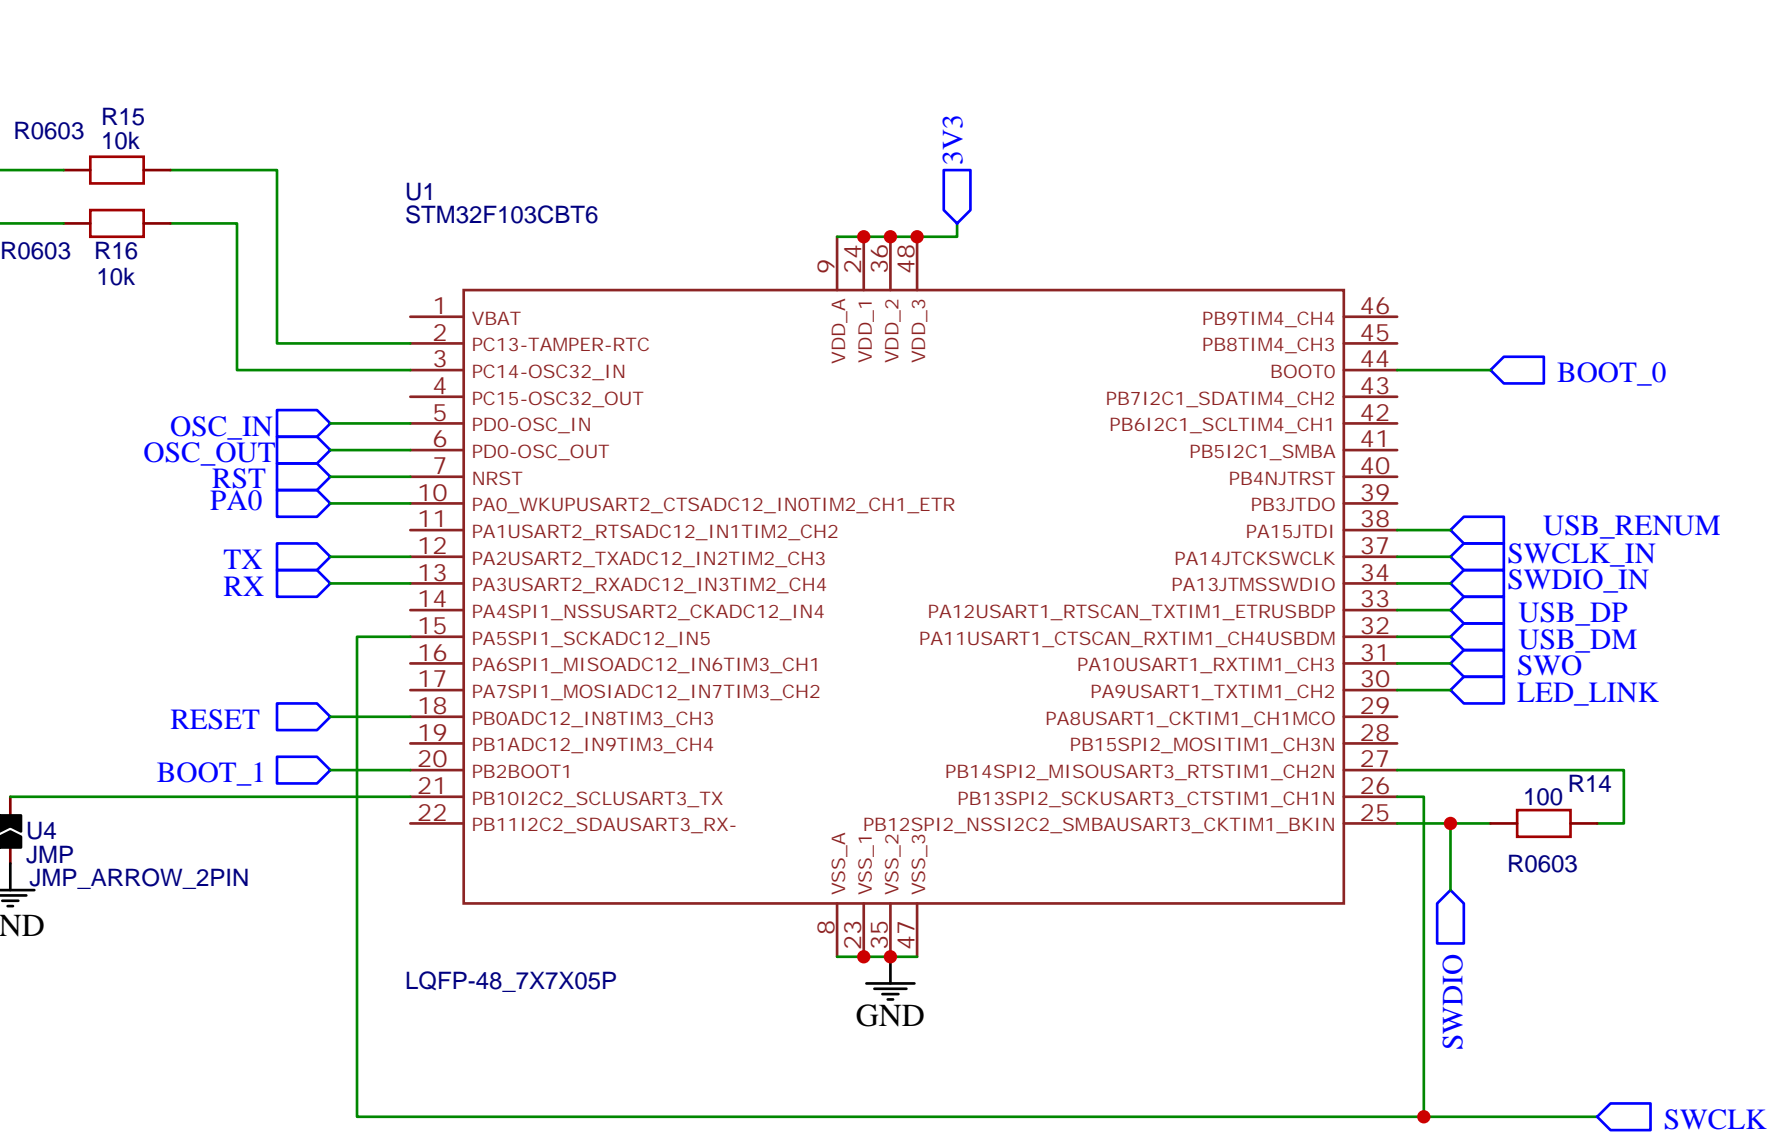 R0603
R15
10k
R0603
R16
10k
U1
STM32F103CBT6
3V3
9
24
36
48
VDD_A
VDD_1
VDD_2
VDD_3
1 VBAT
2 PC13-TAMPER-RTC
3 PC14-OSC32_IN
4 PC15-OSC32_OUT
OSC_IN 5 PD0-OSC_IN
OSC_OUT 6 PD0-OSC_OUT
RST 7 NRST
PA0 10 PA0_WKUPUSART2_CTSADC12_IN0TIM2_CH1_ETR
11 PA1USART2_RTSADC12_IN1TIM2_CH2
TX 12 PA2USART2_TXADC12_IN2TIM2_CH3
RX 13 PA3USART2_RXADC12_IN3TIM2_CH4
14 PA4SPI1_NSSUSART2_CKADC12_IN4
15 PA5SPI1_SCKADC12_IN5
16 PA6SPI1_MISOADC12_IN6TIM3_CH1
17 PA7SPI1_MOSIADC12_IN7TIM3_CH2
RESET 18 PB0ADC12_IN8TIM3_CH3
19 PB1ADC12_IN9TIM3_CH4
BOOT_1 20 PB2BOOT1
21 PB10I2C2_SCLUSART3_TX
22 PB11I2C2_SDAUSART3_RX-
U4
JMP
JMP_ARROW_2PIN
ND
PB9TIM4_CH4 46
PB8TIM4_CH3 45
BOOT0 44 BOOT_0
PB7I2C1_SDATIM4_CH2 43
PB6I2C1_SCLTIM4_CH1 42
PB5I2C1_SMBA 41
PB4NJTRST 40
PB3JTDO 39
PA15JTDI 38 USB_RENUM
PA14JTCKSWCLK 37 SWCLK_IN
PA13JTMSSWDIO 34 SWDIO_IN
PA12USART1_RTSCAN_TXTIM1_ETRUSBDP 33 USB_DP
PA11USART1_CTSCAN_RXTIM1_CH4USBDM 32 USB_DM
PA10USART1_RXTIM1_CH3 31 SWO
PA9USART1_TXTIM1_CH2 30 LED_LINK
PA8USART1_CKTIM1_CH1MCO 29
PB15SPI2_MOSITIM1_CH3N 28
PB14SPI2_MISOUSART3_RTSTIM1_CH2N 27
PB13SPI2_SCKUSART3_CTSTIM1_CH1N 26
PB12SPI2_NSSI2C2_SMBAUSART3_CKTIM1_BKIN 25
R14
100
R0603
VSS_A
VSS_1
VSS_2
VSS_3
8
23
35
47
GND
LQFP-48_7X7X05P
SWDIO
SWCLK